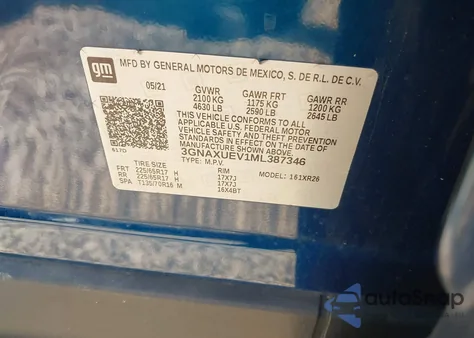 gm
MFD BY GENERAL MOTORS DE MEXICO, S. DE R.L. DE C.V.
05/21 GVWR GAWR FRT GAWR RR
2100 KG 1175 KG 1200 KG
4630 LB 2590 LB 2645 LB
THIS VEHICLE CONFORMS TO ALL
APPLICABLE U.S. FEDERAL MOTOR
VEHICLE SAFETY AND THEFT PREVENTION
STANDARDS IN EFFECT ON THE DATE OF
MANUFACTURE SHOWN ABOVE.
3GNAXUEV1ML387346
TYPE: M.P.V. MODEL: 161XR26
TIRE SIZE RIM
FRT 225/65R17 H 17X7J
RR 225/65R17 H 17X7J
SPA T135/70R16 M 16X4BT
autoSnap